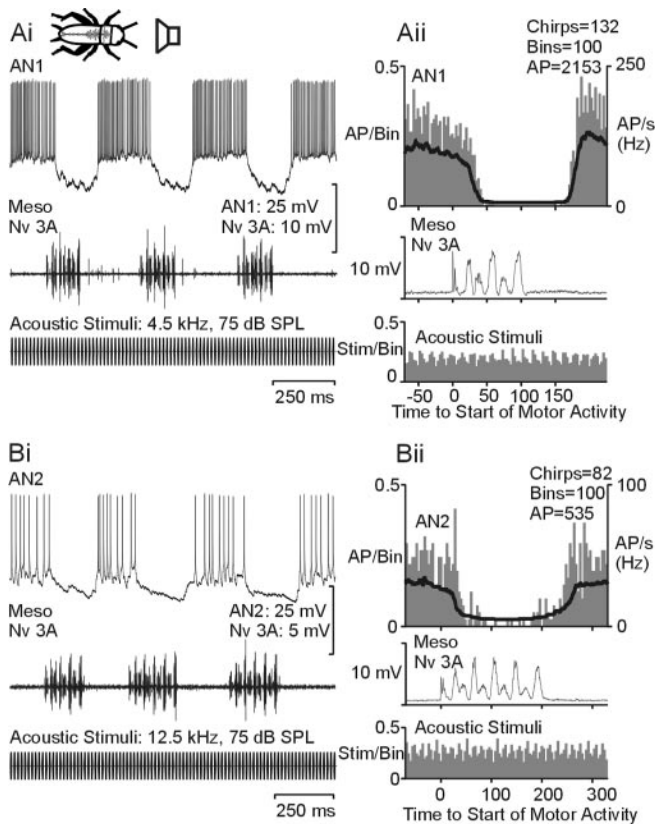 Ai
AN1
Meso
Nv 3A
AN1: 25 mV
Nv 3A: 10 mV
Acoustic Stimuli: 4.5 kHz, 75 dB SPL
250 ms
Aii
Chirps=132
Bins=100
AP=2153
0.5
AN1
250
AP/Bin
AP/s
(Hz)
0
0
Meso
Nv 3A
10 mV
0.5
Acoustic Stimuli
Stim/Bin
0
-50 0 50 100 150
Time to Start of Motor Activity
Bi
AN2
Meso
Nv 3A
AN2: 25 mV
Nv 3A: 5 mV
Acoustic Stimuli: 12.5 kHz, 75 dB SPL
250 ms
Bii
Chirps=82
Bins=100
AP=535
0.5
AN2
100
AP/Bin
AP/s
(Hz)
0
0
Meso
Nv 3A
10 mV
0.5
Acoustic Stimuli
Stim/Bin
0
0 100 200 300
Time to Start of Motor Activity